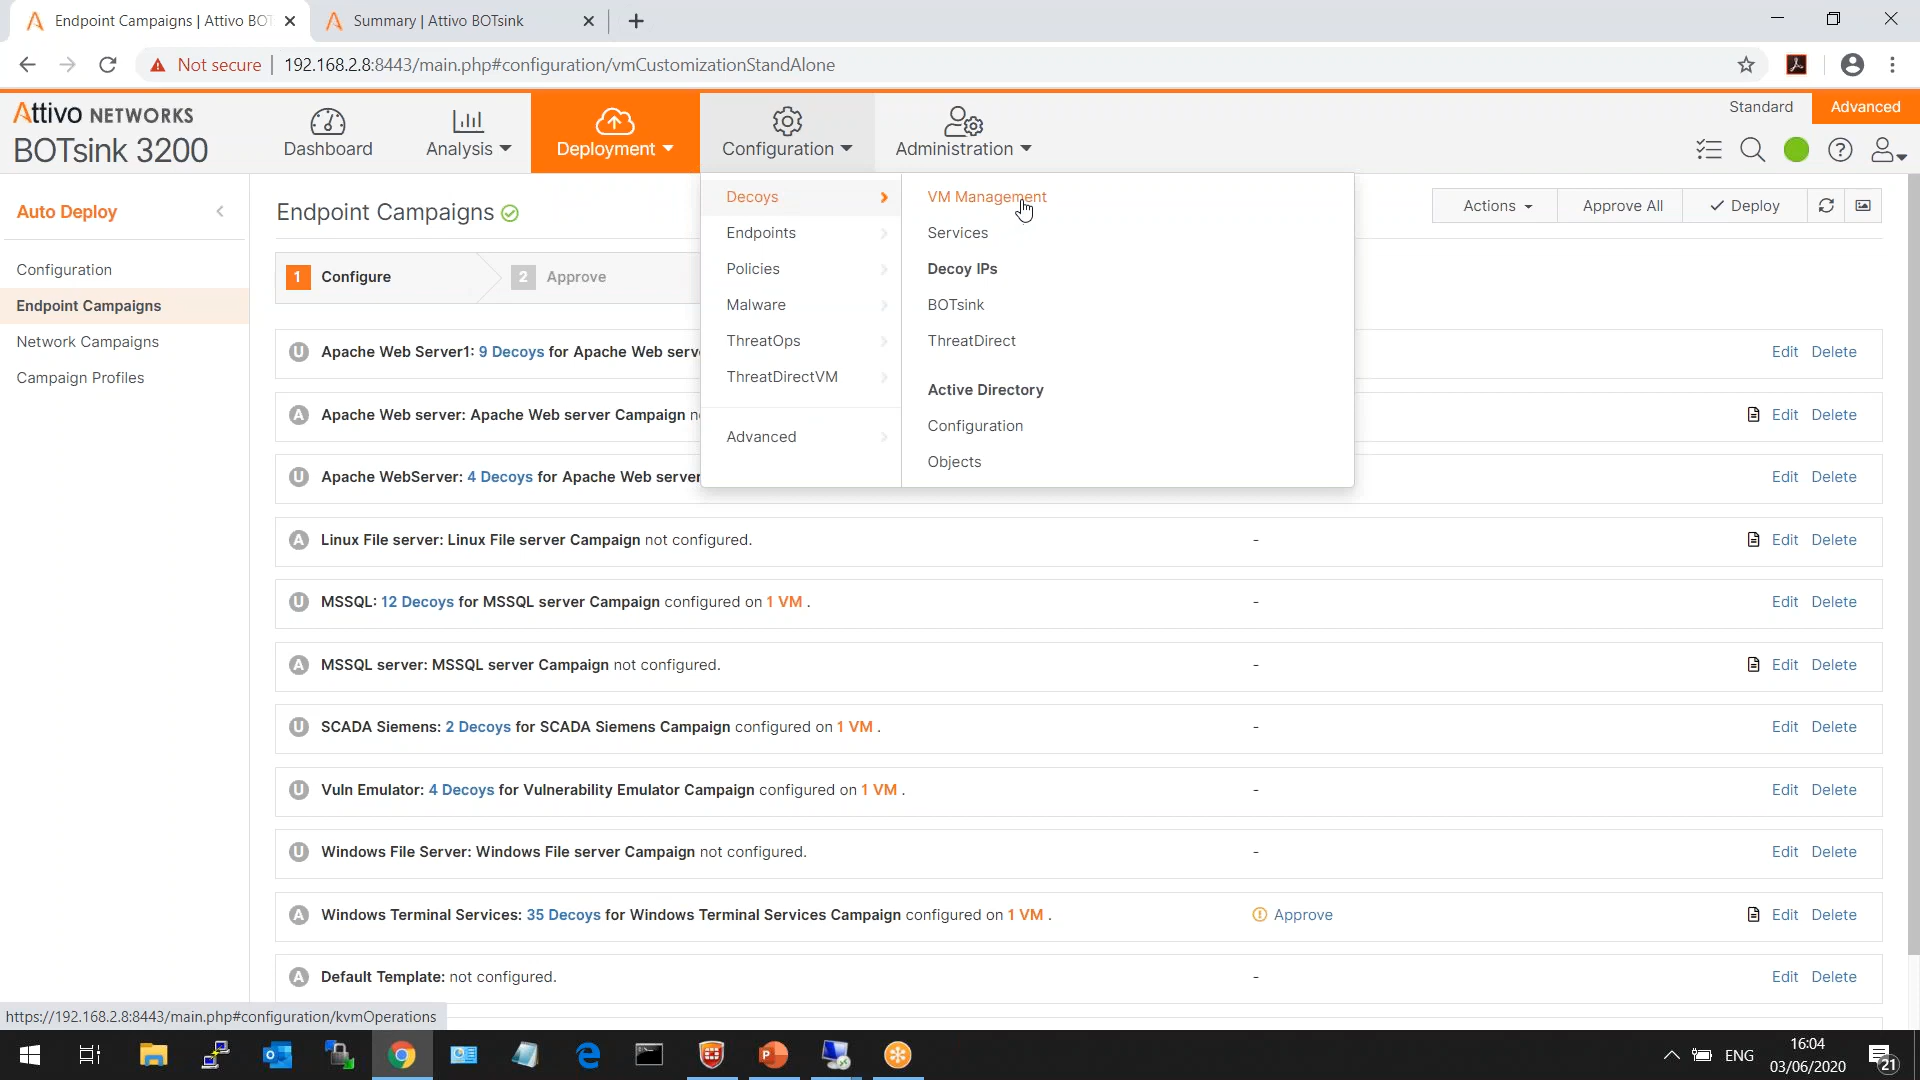 Endpoint Campaigns | Attivo BOT
Summary | Attivo BOTsink
Not secure
192.168.2.8:8443/main.php#configuration/vmCustomizationStandAlone
Attivo NETWORKS
BOTsink 3200
Dashboard
Analysis
Deployment
Configuration
Administration
Standard
Advanced
Auto Deploy
Configuration
Endpoint Campaigns
Network Campaigns
Campaign Profiles
Endpoint Campaigns
Actions
Approve All
Deploy
1 Configure
2 Approve
Decoys
Endpoints
Policies
Malware
ThreatOps
ThreatDirectVM
Advanced
VM Management
Services
Decoy IPs
BOTsink
ThreatDirect
Active Directory
Configuration
Objects
U Apache Web Server1: 9 Decoys for Apache Web serv Edit Delete
A Apache Web server: Apache Web server Campaign n Edit Delete
U Apache WebServer: 4 Decoys for Apache Web server Edit Delete
A Linux File server: Linux File server Campaign not configured. - Edit Delete
U MSSQL: 12 Decoys for MSSQL server Campaign configured on 1 VM . - Edit Delete
A MSSQL server: MSSQL server Campaign not configured. - Edit Delete
U SCADA Siemens: 2 Decoys for SCADA Siemens Campaign configured on 1 VM . - Edit Delete
U Vuln Emulator: 4 Decoys for Vulnerability Emulator Campaign configured on 1 VM . - Edit Delete
U Windows File Server: Windows File server Campaign not configured. - Edit Delete
A Windows Terminal Services: 35 Decoys for Windows Terminal Services Campaign configured on 1 VM . Approve Edit Delete
A Default Template: not configured. - Edit Delete
https://192.168.2.8:8443/main.php#configuration/kvmOperations
ENG
16:04
03/06/2020
21